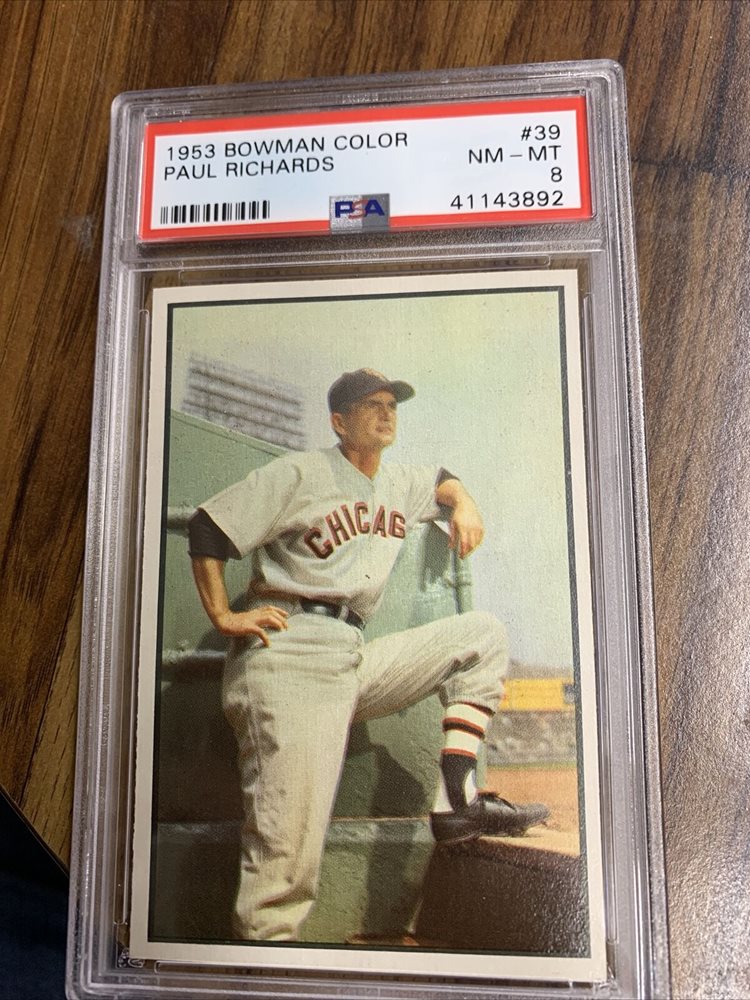 1953 BOWMAN COLOR #39
PAUL RICHARDS NM - MT
8
PSA 41143892
CHICAG